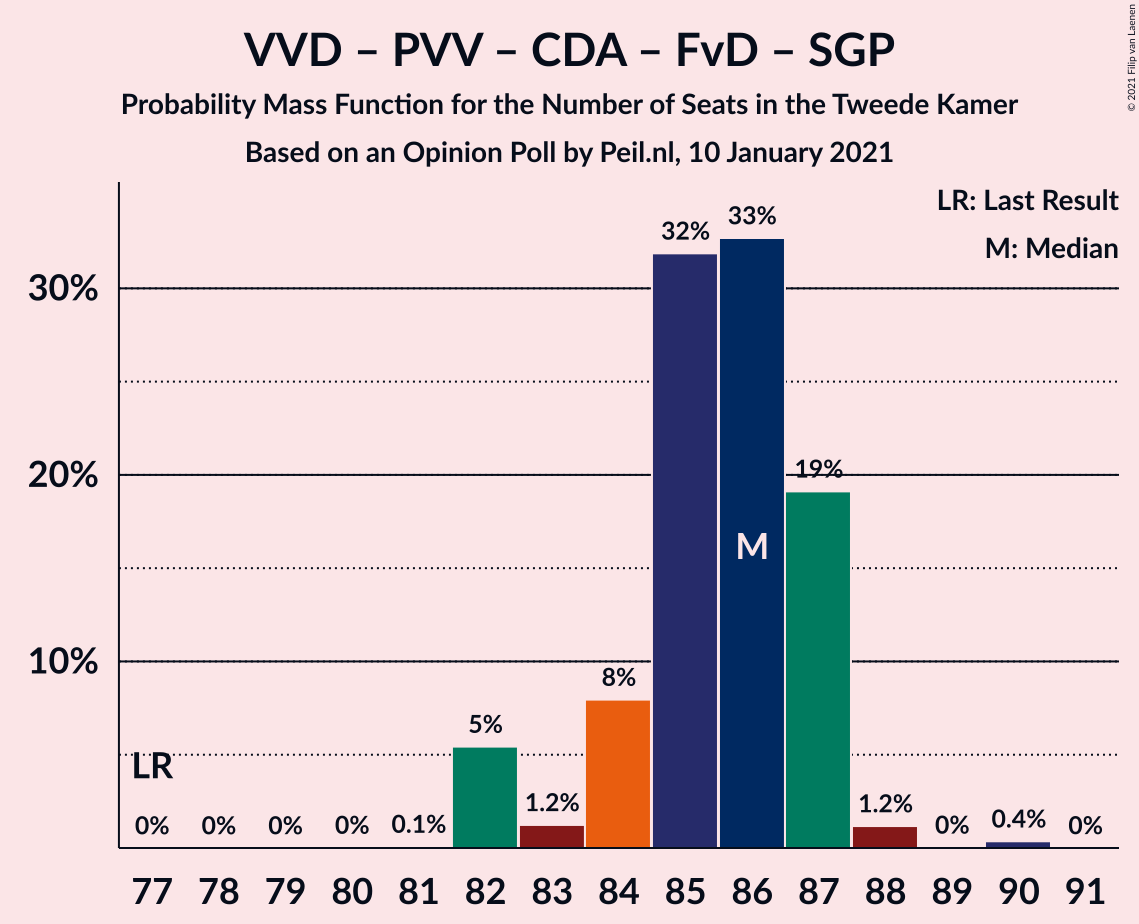 VVD – PVV – CDA – FvD – SGP
Probability Mass Function for the Number of Seats in the Tweede Kamer
Based on an Opinion Poll by Peil.nl, 10 January 2021
© 2021 Filip van Laenen
LR: Last Result
M: Median
30%
20%
10%
LR
M
0%
0%
0%
0%
0.1%
5%
1.2%
8%
32%
33%
19%
1.2%
0%
0.4%
0%
77 78 79 80 81 82 83 84 85 86 87 88 89 90 91